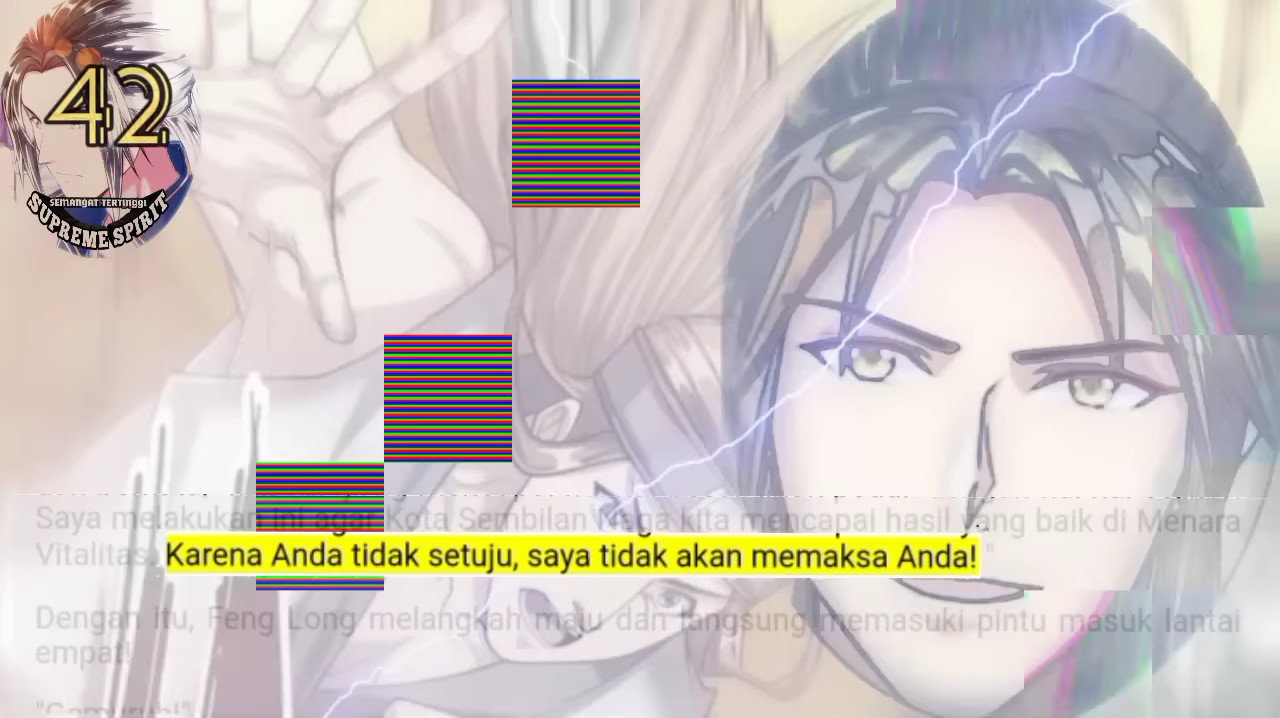 42
SEMANGAT TERTINGGI
SUPREME SPIRIT
Saya melakukan ini agar Kota Sembilan Naga kita mencapai hasil yang baik di Menara
Vitalitas. Karena Anda tidak setuju, saya tidak akan memaksa Anda! "
Dengan itu, Feng Long melangkah maju dan langsung memasuki pintu masuk lantai
empat!
"Gemuruh!"